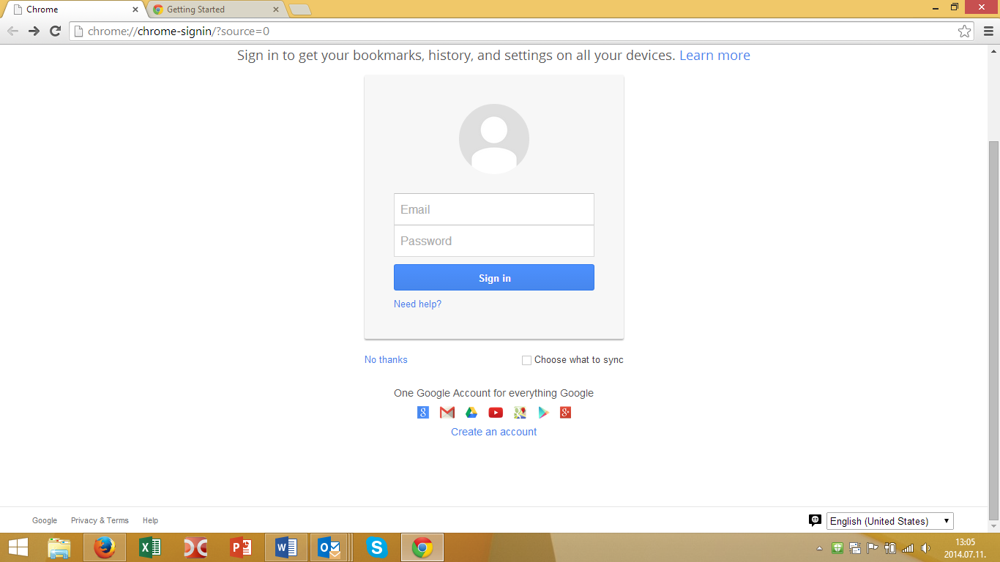 Chrome
Getting Started
chrome://chrome-signin/?source=0
Sign in to get your bookmarks, history, and settings on all your devices. Learn more
Email
Password
Sign in
Need help?
No thanks
Choose what to sync
One Google Account for everything Google
Create an account
Google Privacy & Terms Help
English (United States)
13:05
2014.07.11.